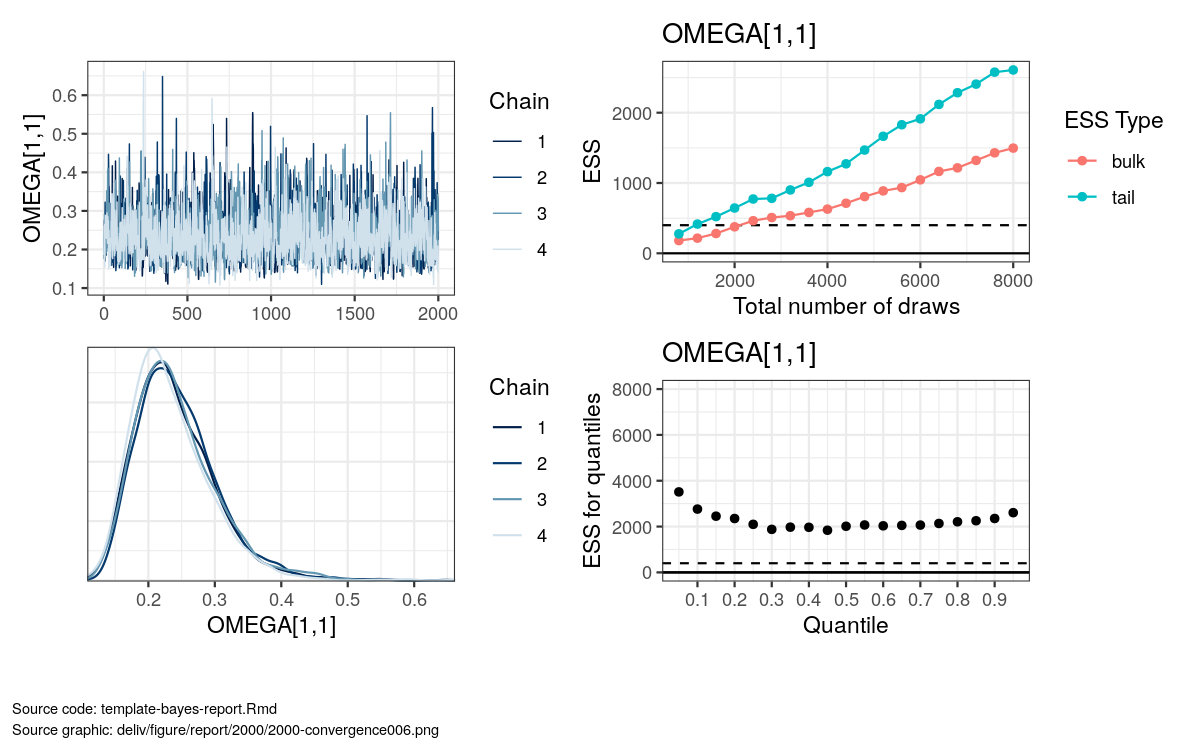 OMEGA[1,1]
0.6
0.5
0.4
0.3
0.2
0.1
0 500 1000 1500 2000
Chain
1
2
3
4
OMEGA[1,1]
ESS
2000
1000
0
2000 4000 6000 8000
Total number of draws
ESS Type
bulk
tail
0.2 0.3 0.4 0.5 0.6
OMEGA[1,1]
Chain
1
2
3
4
OMEGA[1,1]
ESS for quantiles
8000
6000
4000
2000
0
0.1 0.2 0.3 0.4 0.5 0.6 0.7 0.8 0.9
Quantile
Source code: template-bayes-report.Rmd
Source graphic: deliv/figure/report/2000/2000-convergence006.png